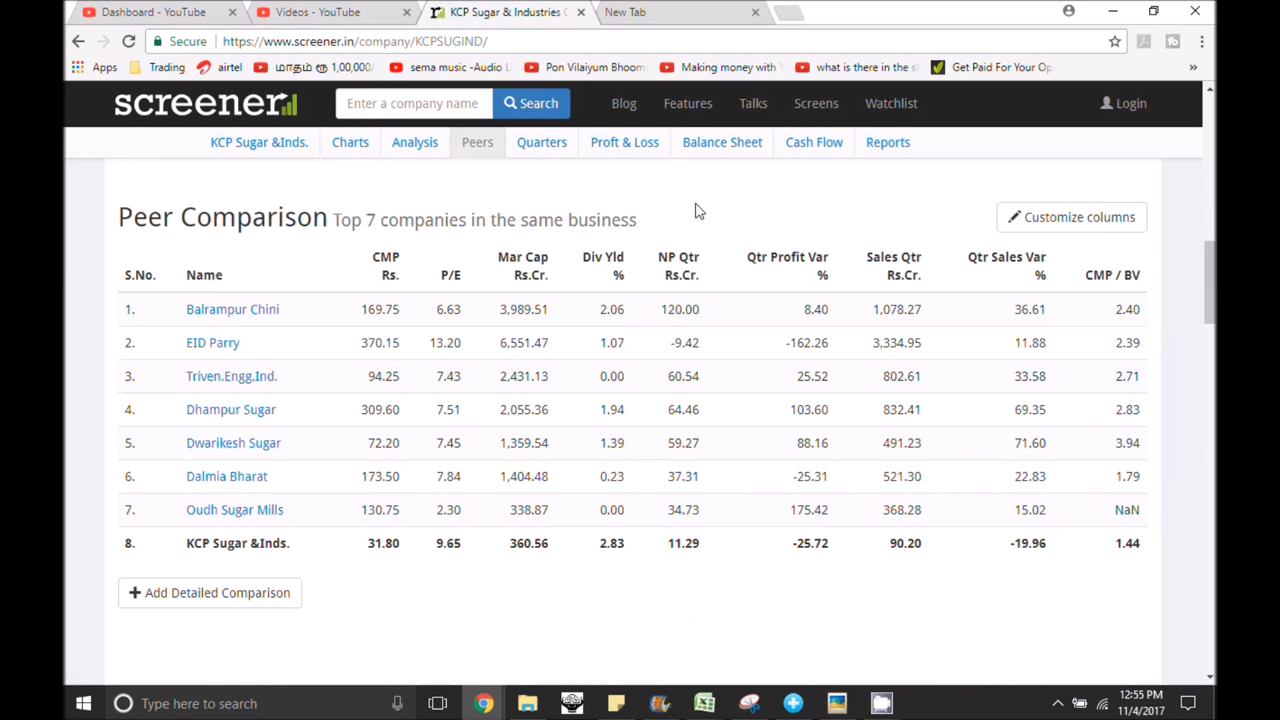 Dashboard - YouTube
Videos - YouTube
KCP Sugar & Industries C
New Tab
Secure https://www.screener.in/company/KCPSUGIND/
Apps Trading airtel மாதம் ரூ 1,00,000/ sema music -Audio L Pon Vilaiyum Bhoom Making money with what is there in the s Get Paid For Your Op »
screener Enter a company name Search Blog Features Talks Screens Watchlist Login
KCP Sugar &Inds. Charts Analysis Peers Quarters Proft & Loss Balance Sheet Cash Flow Reports
Peer Comparison Top 7 companies in the same business
Customize columns
CMP Mar Cap Div Yld NP Qtr Qtr Profit Var Sales Qtr Qtr Sales Var
S.No. Name Rs. P/E Rs.Cr. % Rs.Cr. % Rs.Cr. % CMP / BV
1. Balrampur Chini 169.75 6.63 3,989.51 2.06 120.00 8.40 1,078.27 36.61 2.40
2. EID Parry 370.15 13.20 6,551.47 1.07 -9.42 -162.26 3,334.95 11.88 2.39
3. Triven.Engg.Ind. 94.25 7.43 2,431.13 0.00 60.54 25.52 802.61 33.58 2.71
4. Dhampur Sugar 309.60 7.51 2,055.36 1.94 64.46 103.60 832.41 69.35 2.83
5. Dwarikesh Sugar 72.20 7.45 1,359.54 1.39 59.27 88.16 491.23 71.60 3.94
6. Dalmia Bharat 173.50 7.84 1,404.48 0.23 37.31 -25.31 521.30 22.83 1.79
7. Oudh Sugar Mills 130.75 2.30 338.87 0.00 34.73 175.42 368.28 15.02 NaN
8. KCP Sugar &Inds. 31.80 9.65 360.56 2.83 11.29 -25.72 90.20 -19.96 1.44
Add Detailed Comparison
Type here to search
12:55 PM
11/4/2017